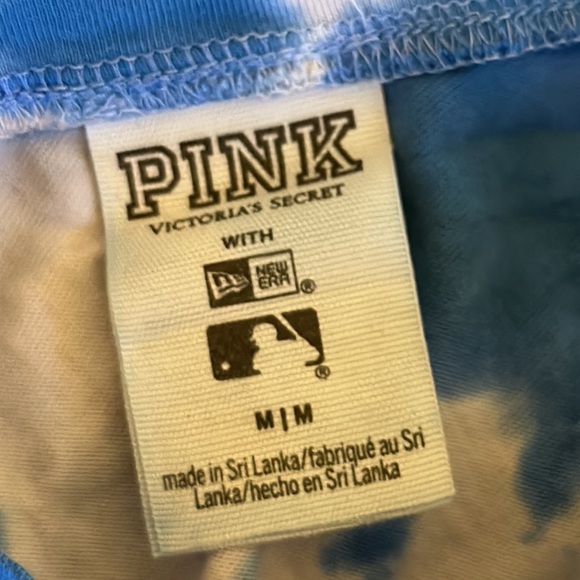 PINK
VICTORIA'S SECRET
WITH
NEW
ERA®
®
M|M
made in Sri Lanka/fabriqué au Sri
Lanka/hecho en Sri Lanka